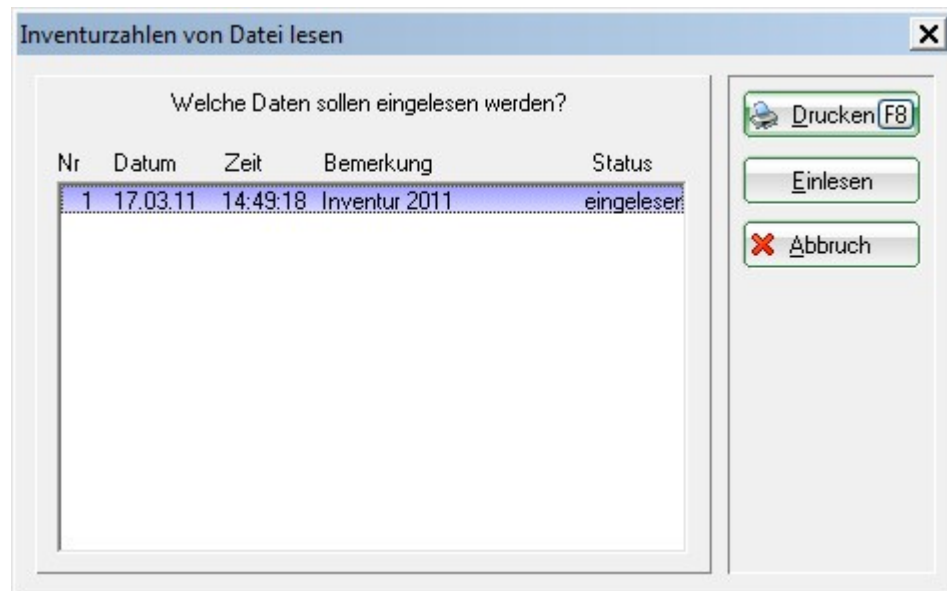 Inventurzahlen von Datei lesen
Welche Daten sollen eingelesen werden?
Nr Datum Zeit Bemerkung Status
1 17.03.11 14:49:18 Inventur 2011 eingelesen
Drucken F8
Einlesen
Abbruch